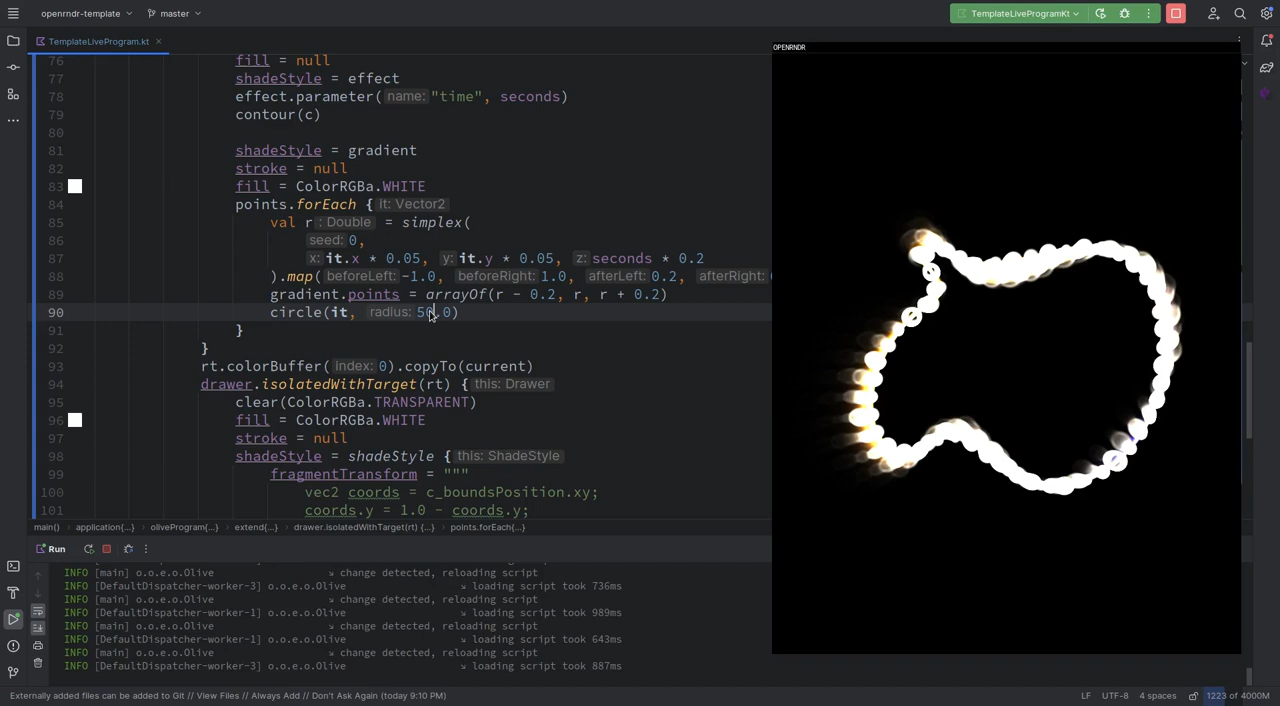 openrndr-template
master
TemplateLiveProgramKt
TemplateLiveProgram.kt
OPENRNDR
76 fill = null
77 shadeStyle = effect
78 effect.parameter( name: "time", seconds)
79 contour(c)
80
81 shadeStyle = gradient
82 stroke = null
83 fill = ColorRGBa.WHITE
84 points.forEach { it: Vector2
85 val r : Double = simplex(
86 seed: 0,
87 x: it.x * 0.05, y: it.y * 0.05, z: seconds * 0.2
88 ).map( beforeLeft: -1.0, beforeRight: 1.0, afterLeft: 0.2, afterRight:
89 gradient.points = arrayOf(r - 0.2, r, r + 0.2)
90 circle(it, radius: 50.0)
91 }
92 }
93 rt.colorBuffer( index: 0).copyTo(current)
94 drawer.isolatedWithTarget(rt) { this: Drawer
95 clear(ColorRGBa.TRANSPARENT)
96 fill = ColorRGBa.WHITE
97 stroke = null
98 shadeStyle = shadeStyle { this: ShadeStyle
99 fragmentTransform = """
100 vec2 coords = c_boundsPosition.xy;
101 coords.y = 1.0 - coords.y;
main() application{...} oliveProgram{...} extend{...} drawer.isolatedWithTarget(rt) {...} points.forEach{...}
Run
INFO [main] o.o.e.o.Olive ↘ change detected, reloading script
INFO [DefaultDispatcher-worker-3] o.o.e.o.Olive ↘ loading script took 736ms
INFO [main] o.o.e.o.Olive ↘ change detected, reloading script
INFO [DefaultDispatcher-worker-1] o.o.e.o.Olive ↘ loading script took 989ms
INFO [main] o.o.e.o.Olive ↘ change detected, reloading script
INFO [DefaultDispatcher-worker-1] o.o.e.o.Olive ↘ loading script took 643ms
INFO [main] o.o.e.o.Olive ↘ change detected, reloading script
INFO [DefaultDispatcher-worker-3] o.o.e.o.Olive ↘ loading script took 887ms
Externally added files can be added to Git // View Files // Always Add // Don't Ask Again (today 9:10 PM)
LF UTF-8 4 spaces 1223 of 4000M